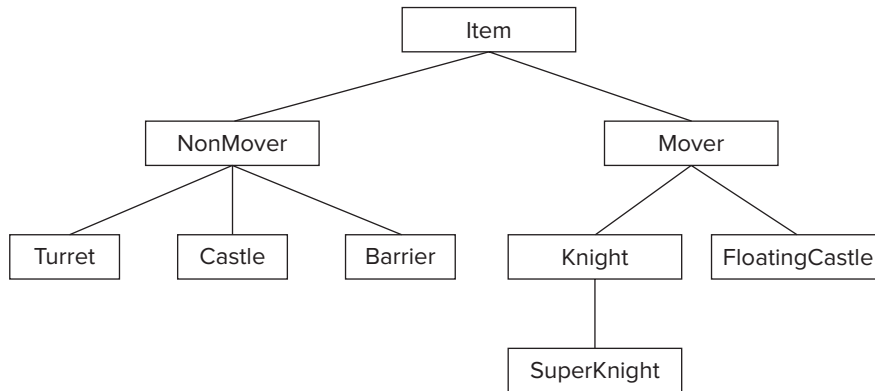 Item
NonMover
Mover
Turret
Castle
Barrier
Knight
FloatingCastle
SuperKnight